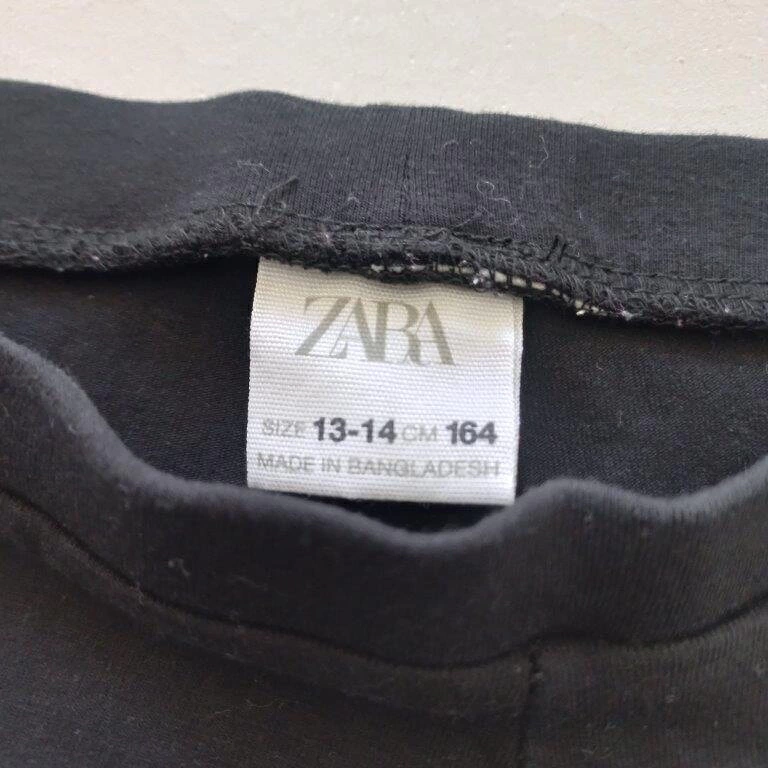 ZARA
SIZE 13-14 CM 164
MADE IN BANGLADESH